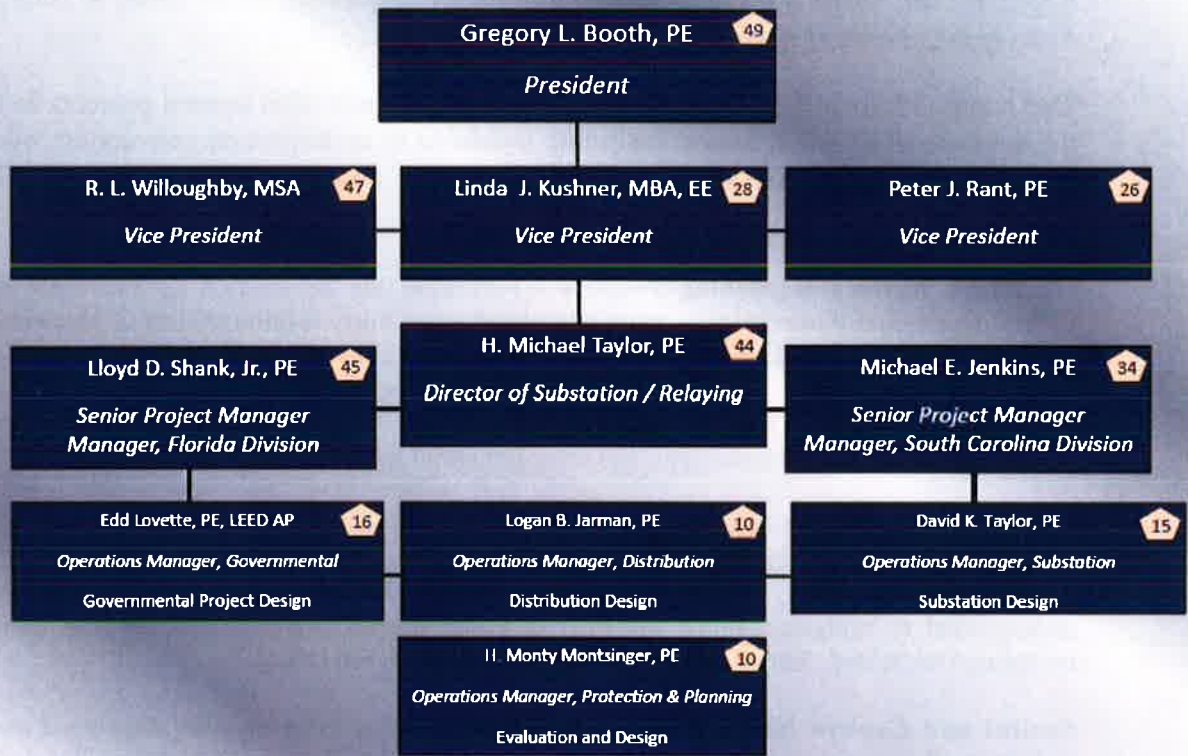 Gregory L. Booth, PE 49
President
R. L. Willoughby, MSA 47
Vice President
Linda J. Kushner, MBA, EE 28
Vice President
Peter J. Rant, PE 26
Vice President
Lloyd D. Shank, Jr., PE 45
Senior Project Manager
Manager, Florida Division
H. Michael Taylor, PE 44
Director of Substation / Relaying
Michael E. Jenkins, PE 34
Senior Project Manager
Manager, South Carolina Division
Edd Lovette, PE, LEED AP 16
Operations Manager, Governmental
Governmental Project Design
Logan B. Jarman, PE 10
Operations Manager, Distribution
Distribution Design
David K. Taylor, PE 15
Operations Manager, Substation
Substation Design
H. Monty Montsinger, PE 10
Operations Manager, Protection & Planning
Evaluation and Design